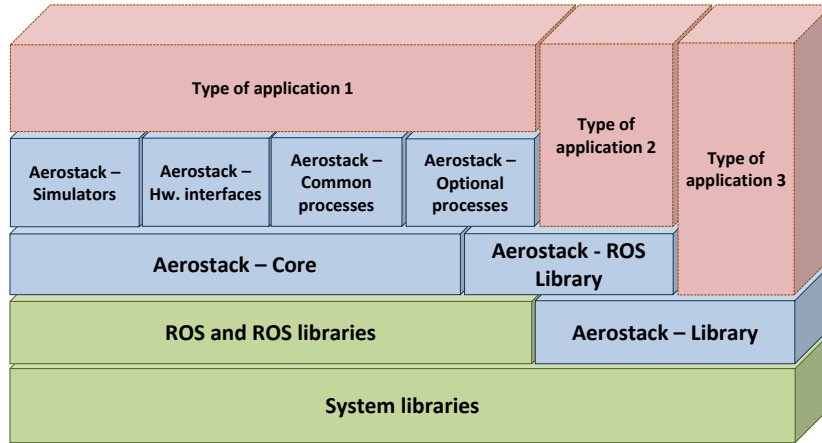 Type of application 1
Type of
application 2
Type of
application 3
Aerostack –
Simulators
Aerostack –
Hw. interfaces
Aerostack –
Common
processes
Aerostack –
Optional
processes
Aerostack – Core
Aerostack - ROS
Library
ROS and ROS libraries
Aerostack – Library
System libraries